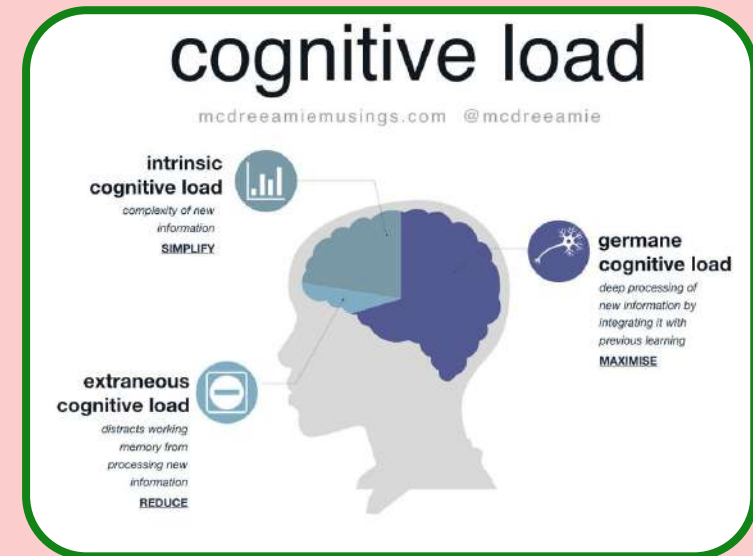 cognitive load
mcdreeamiemusings.com @mcdreeamie
intrinsic
cognitive load
complexity of new
information
SIMPLIFY
germane
cognitive load
deep processing of
new information by
integrating it with
previous learning
MAXIMISE
extraneous
cognitive load
distracts working
memory from
processing new
information
REDUCE